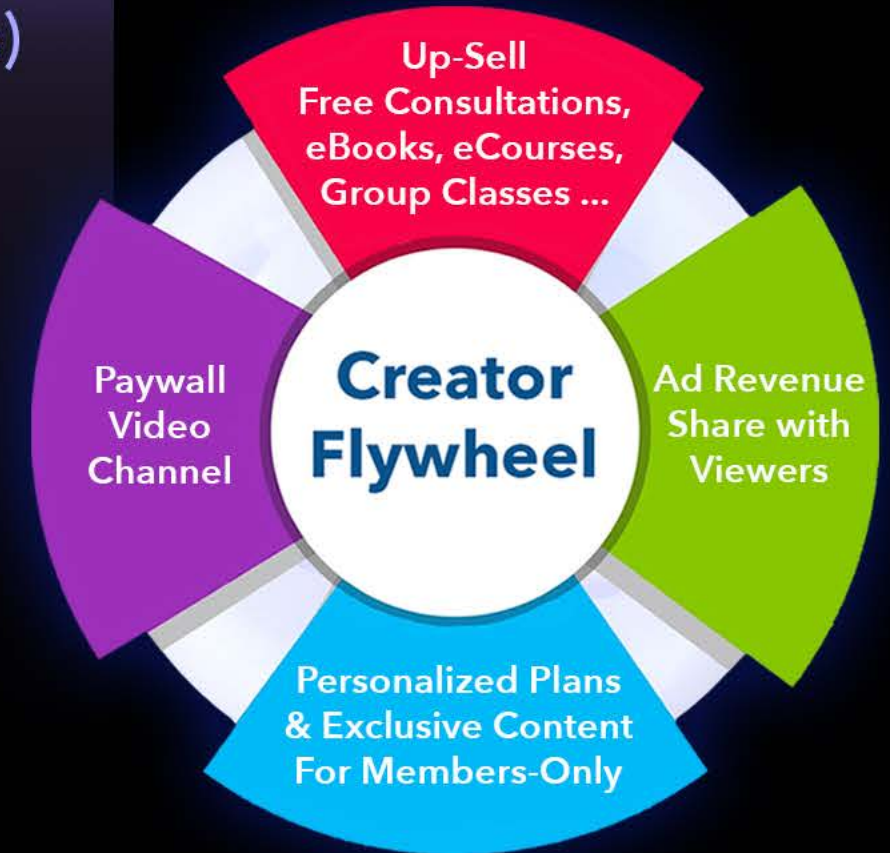 )
Up-Sell
Free Consultations,
eBooks, eCourses,
Group Classes ...
Paywall
Video
Channel
Creator
Flywheel
Ad Revenue
Share with
Viewers
Personalized Plans
& Exclusive Content
For Members-Only